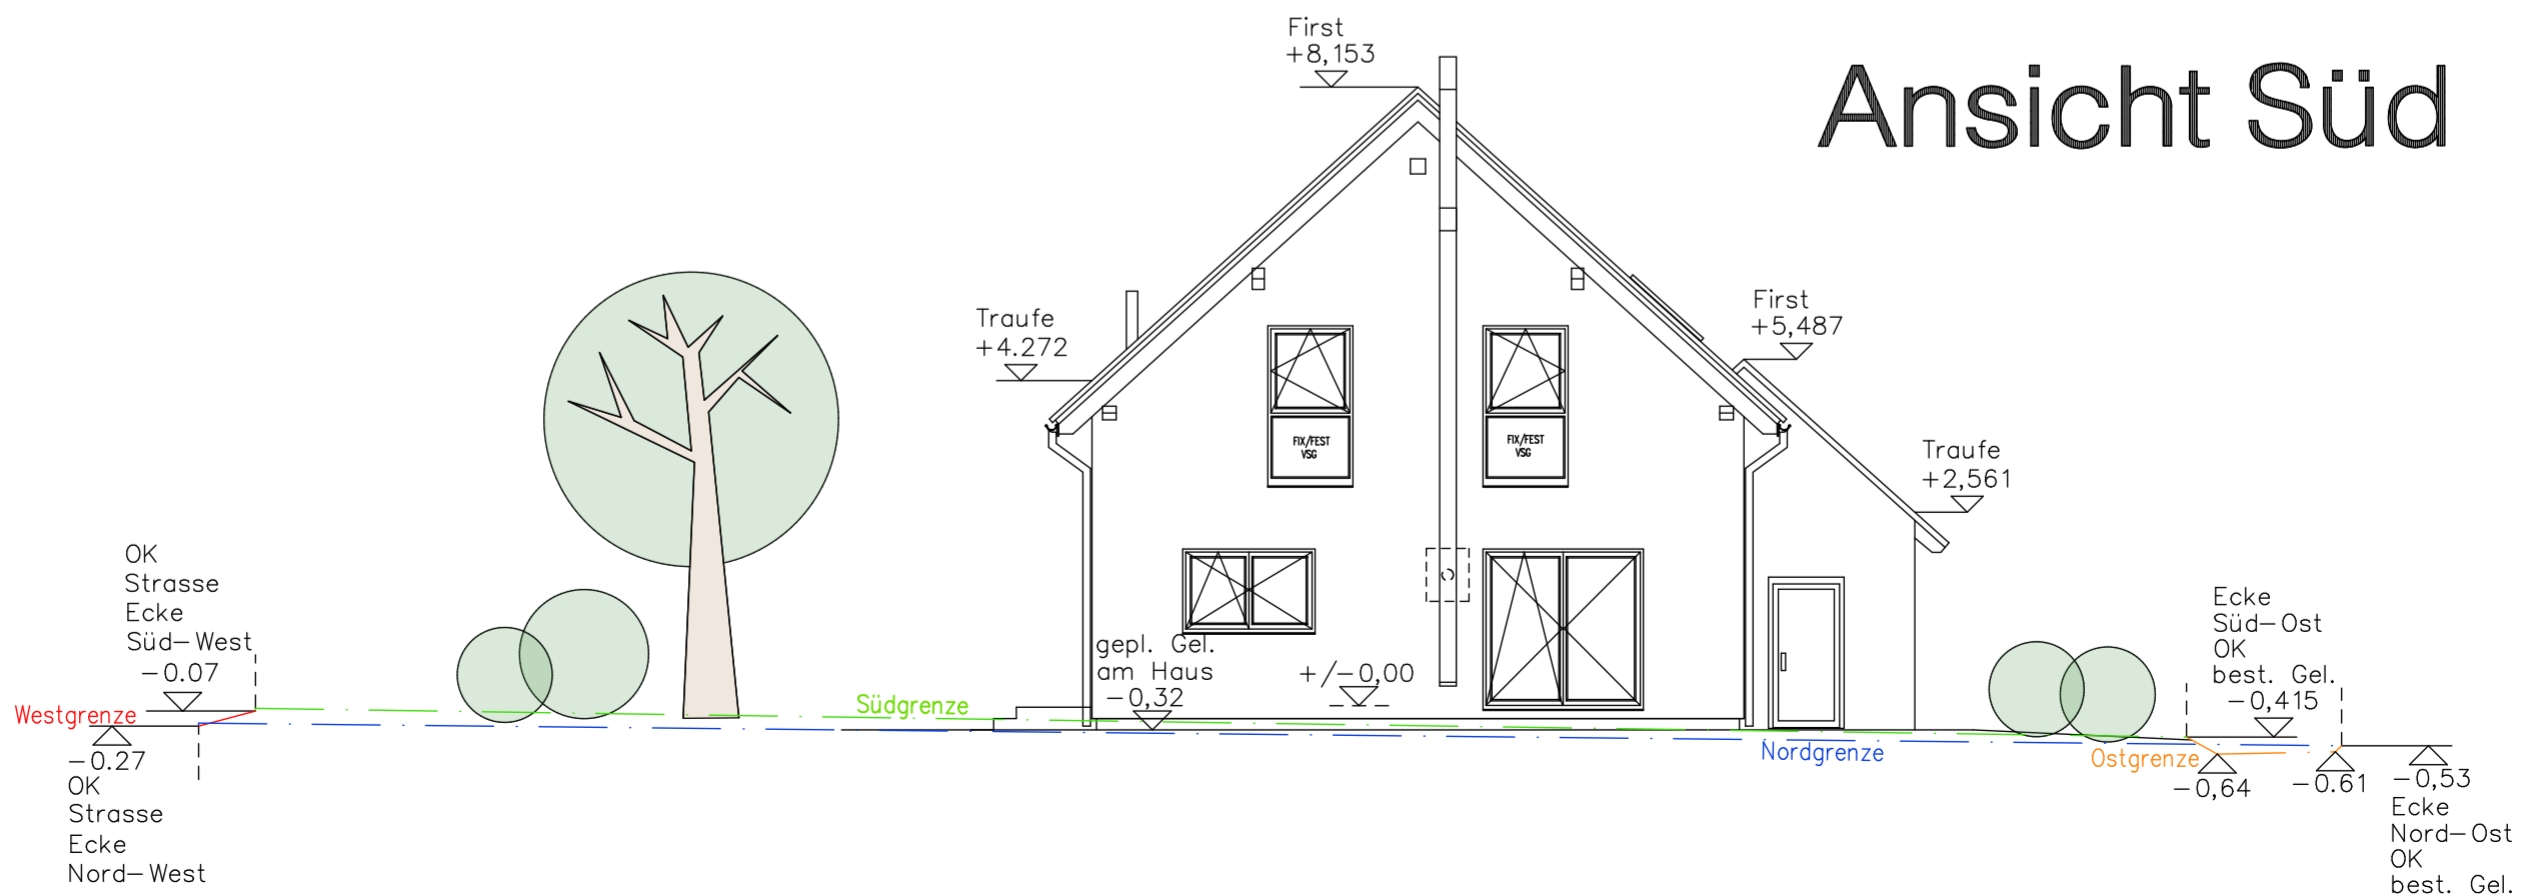 First
+8,153
Ansicht Süd
Traufe
+4.272
First
+5,487
FIX/FEST
VSG
FIX/FEST
VSG
Traufe
+2,561
OK
Strasse
Ecke
Süd-West
-0.07
Westgrenze
-0.27
OK
Strasse
Ecke
Nord-West
Südgrenze
gepl. Gel.
am Haus
-0,32
+/-0,00
Nordgrenze
Ecke
Süd-Ost
OK
best. Gel.
-0,415
Ostgrenze
-0,64
-0.61
-0,53
Ecke
Nord-Ost
OK
best. Gel.